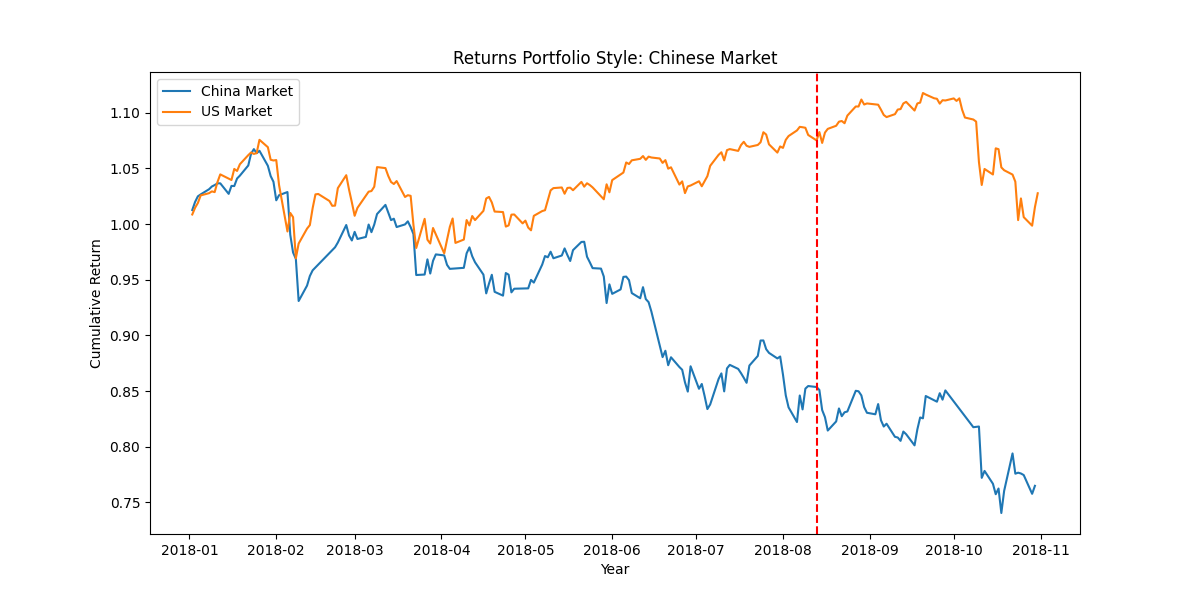 Returns Portfolio Style: Chinese Market
China Market
US Market
Cumulative Return
1.10
1.05
1.00
0.95
0.90
0.85
0.80
0.75
2018-01 2018-02 2018-03 2018-04 2018-05 2018-06 2018-07 2018-08 2018-09 2018-10 2018-11
Year